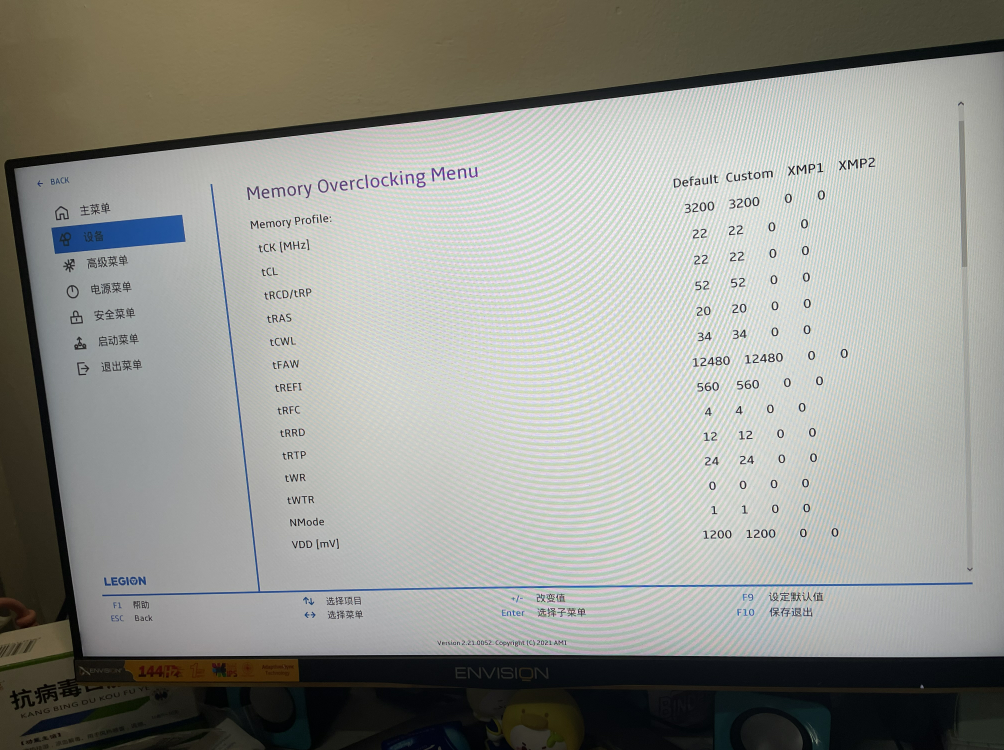 ← BACK
主菜单
设备
高级菜单
电源菜单
安全菜单
启动菜单
退出菜单
Memory Overclocking Menu
Memory Profile: Default Custom XMP1 XMP2
tCK [MHz] 3200 3200 0 0
tCL 22 22 0 0
tRCD/tRP 22 22 0 0
tRAS 52 52 0 0
tCWL 20 20 0 0
tFAW 34 34 0 0
tREFI 12480 12480 0 0
tRFC 560 560 0 0
tRRD 4 4 0 0
tRTP 12 12 0 0
tWR 24 24 0 0
tWTR 0 0 0 0
NMode 1 1 0 0
VDD [mV] 1200 1200 0 0
LEGION
F1 帮助 ↑↓ 选择项目 +/- 改变值 F9 设定默认值
ESC Back ↔ 选择菜单 Enter 选择子菜单 F10 保存退出
Version 2.21.0052. Copyright (C) 2021 AMI
ENVISION
144Hz
ENVISION
抗病毒口
KANG BING DU KOU FU YE